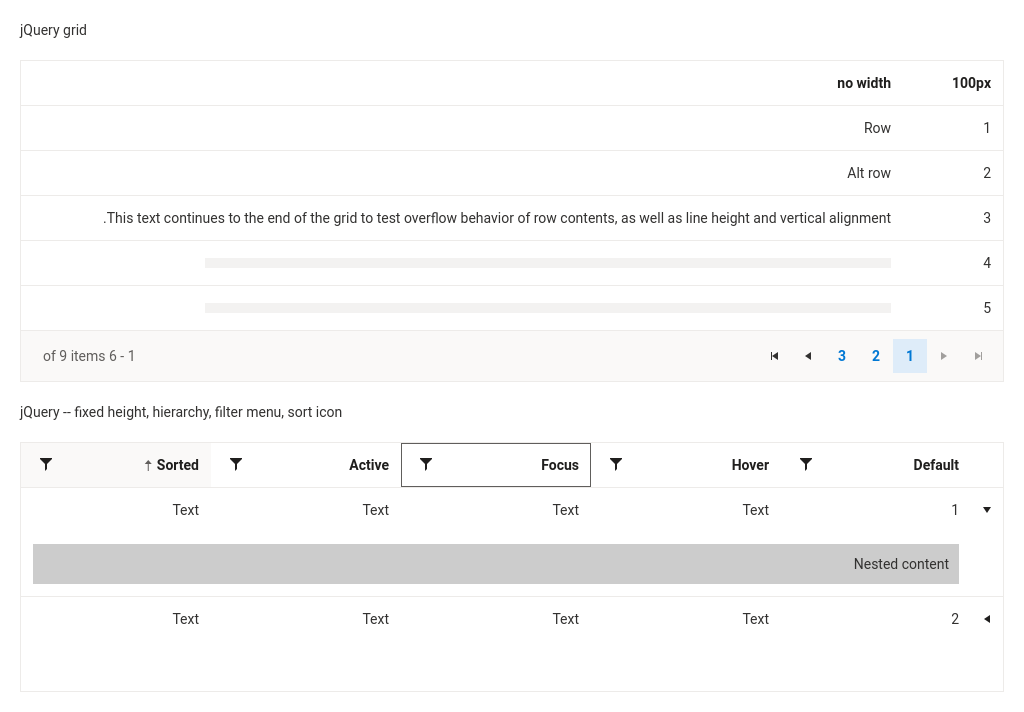 jQuery grid
100px no width
1 Row
2 Alt row
3 .This text continues to the end of the grid to test overflow behavior of row contents, as well as line height and vertical alignment
4
5
1 2 3 of 9 items 6 - 1
jQuery -- fixed height, hierarchy, filter menu, sort icon
Default Hover Focus Active Sorted
1 Text Text Text Text
Nested content
2 Text Text Text Text